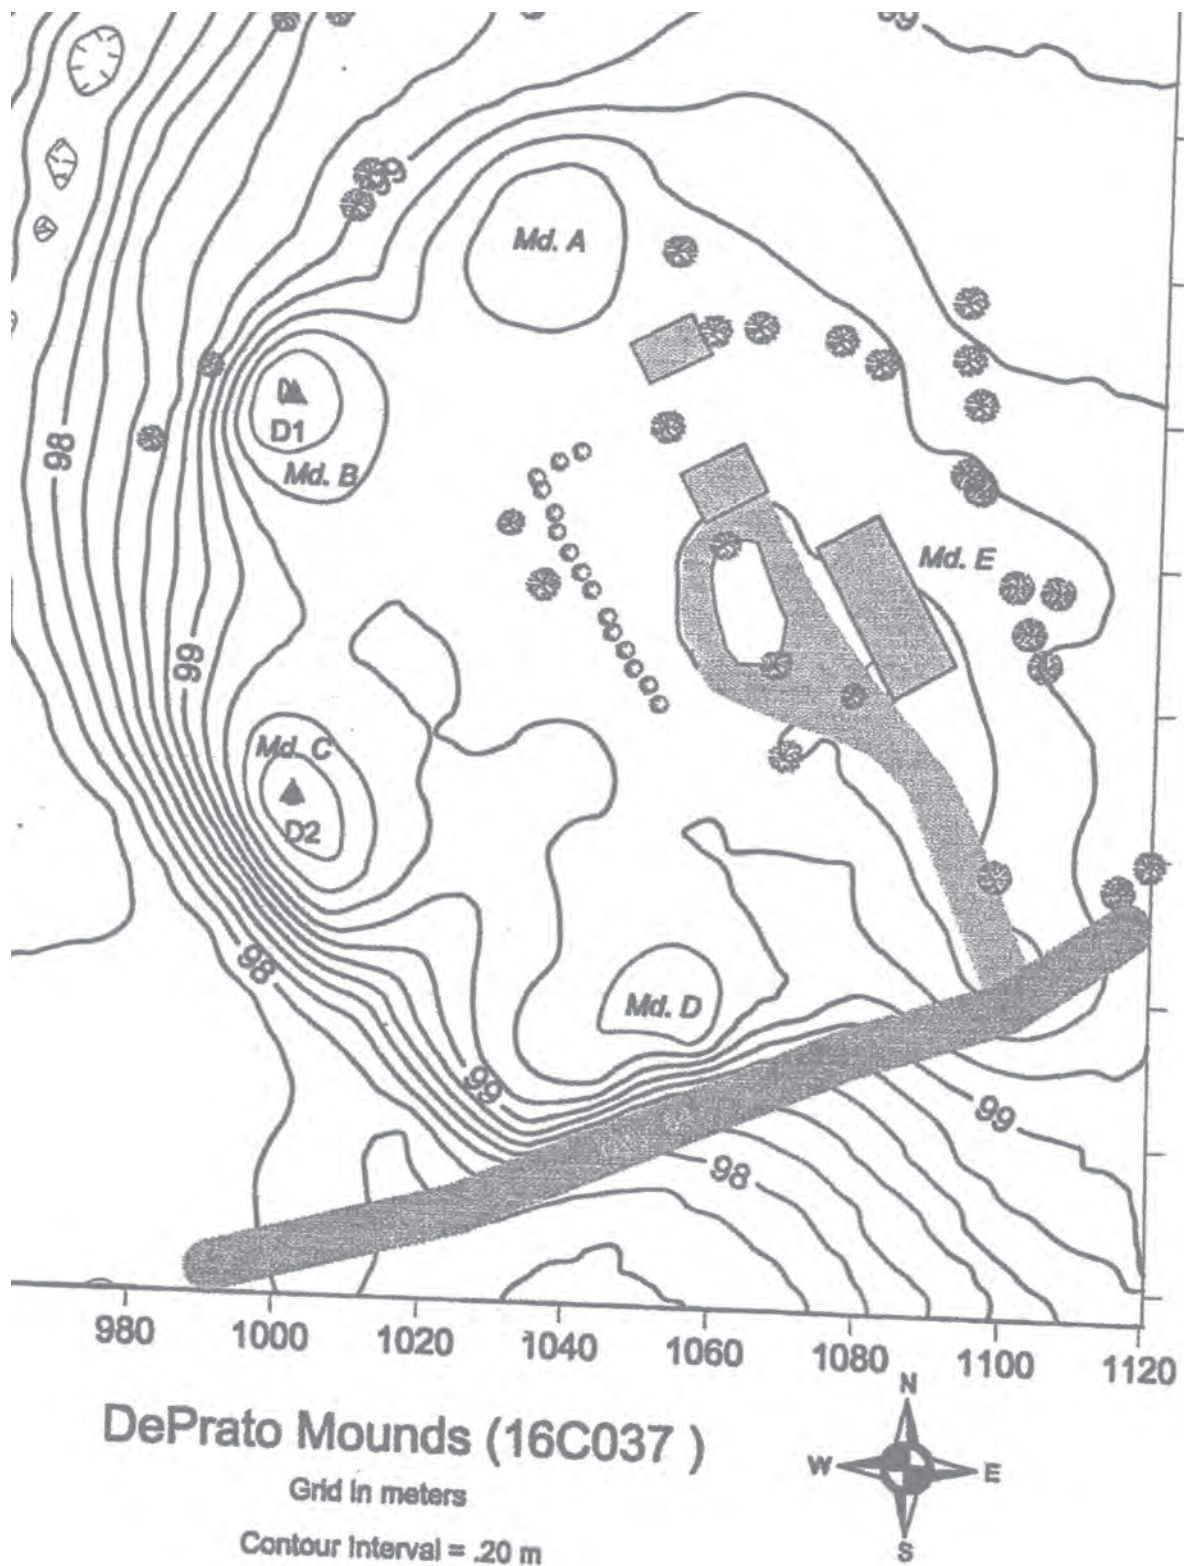 99
99
Md. A
D1
Md. B
98
Md. E
99
Md. C
D2
98
Md. D
99
99
98
980 1000 1020 1040 1060 1080 1100 1120
DePrato Mounds (16C037 )
Grid in meters
Contour Interval = .20 m
N
W E
S